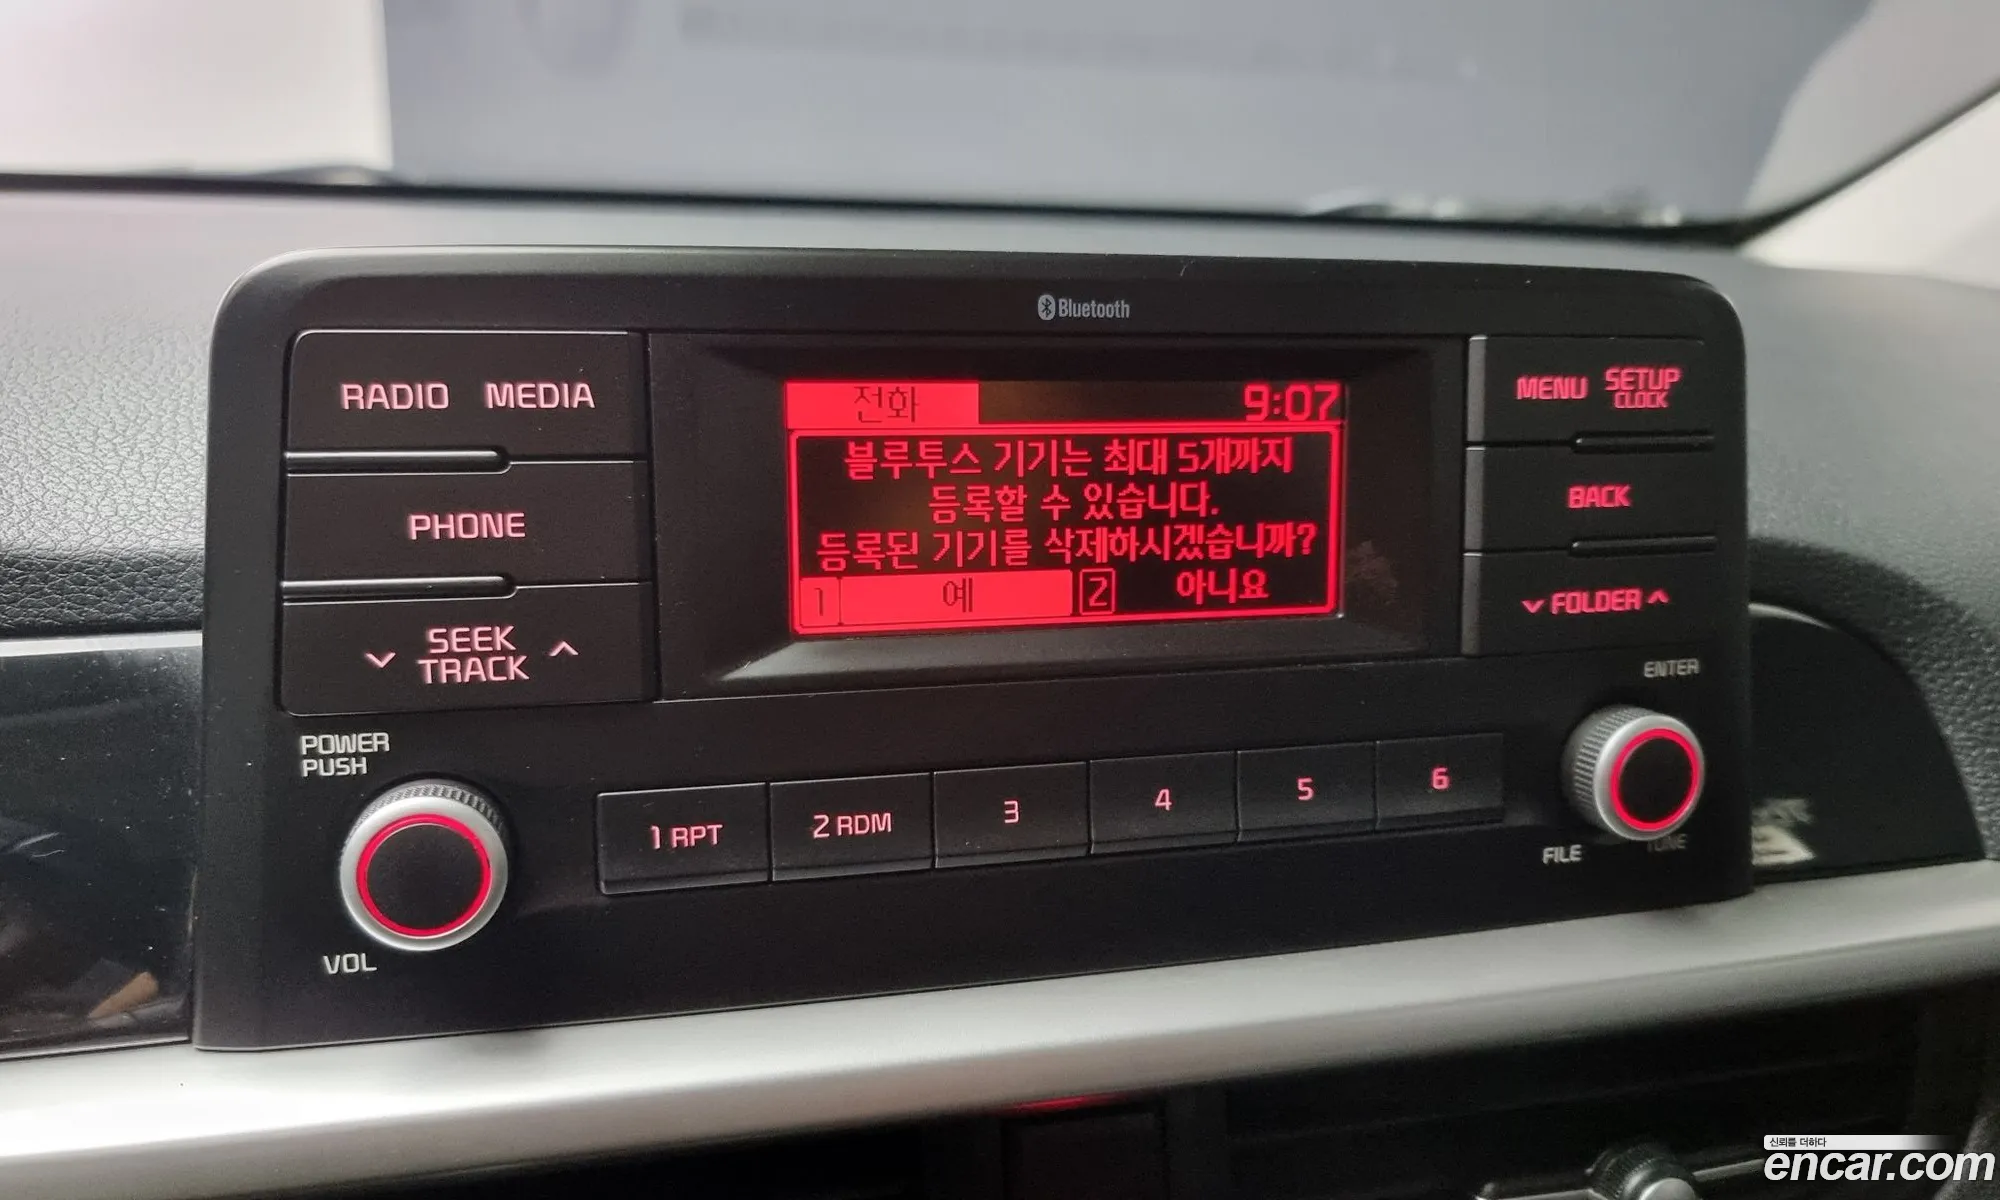 Bluetooth
RADIO MEDIA
PHONE
SEEK
TRACK
POWER
PUSH
VOL
전화 9:07
블루투스 기기는 최대 5개까지
등록할 수 있습니다.
등록된 기기를 삭제하시겠습니까?
1 예 2 아니요
MENU SETUP
CLOCK
BACK
FOLDER
ENTER
FILE
TUNE
1 RPT 2 RDM 3 4 5 6
신뢰를 더하다
encar.com